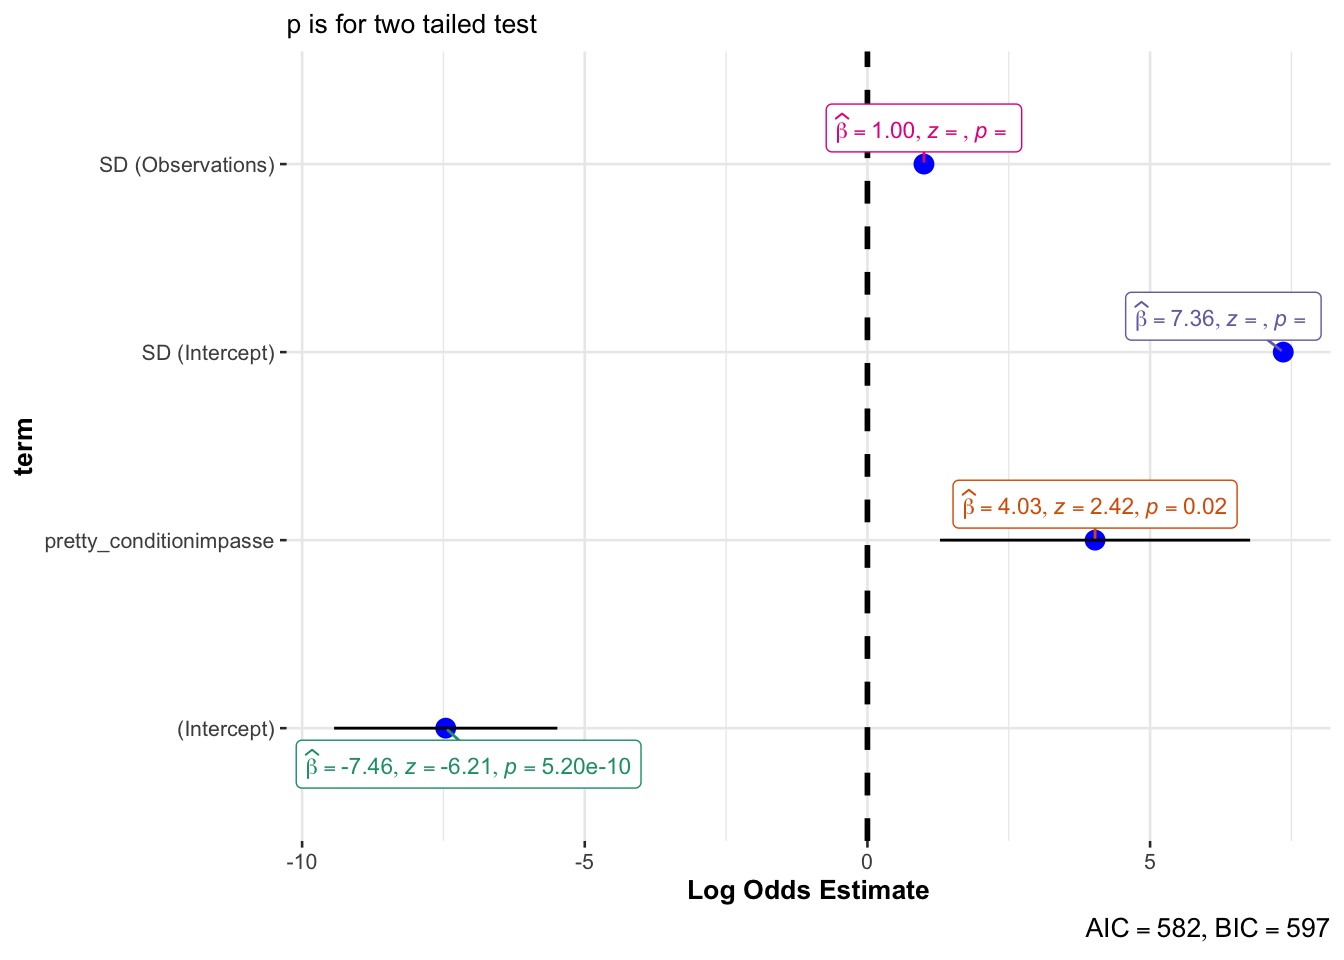 p is for two tailed test
SD (Observations)
β̂ = 1.00, z = , p =
SD (Intercept)
β̂ = 7.36, z = , p =
term
pretty_conditionimpasse
β̂ = 4.03, z = 2.42, p = 0.02
(Intercept)
β̂ = -7.46, z = -6.21, p = 5.20e-10
-10 -5 0 5
Log Odds Estimate
AIC = 582, BIC = 597